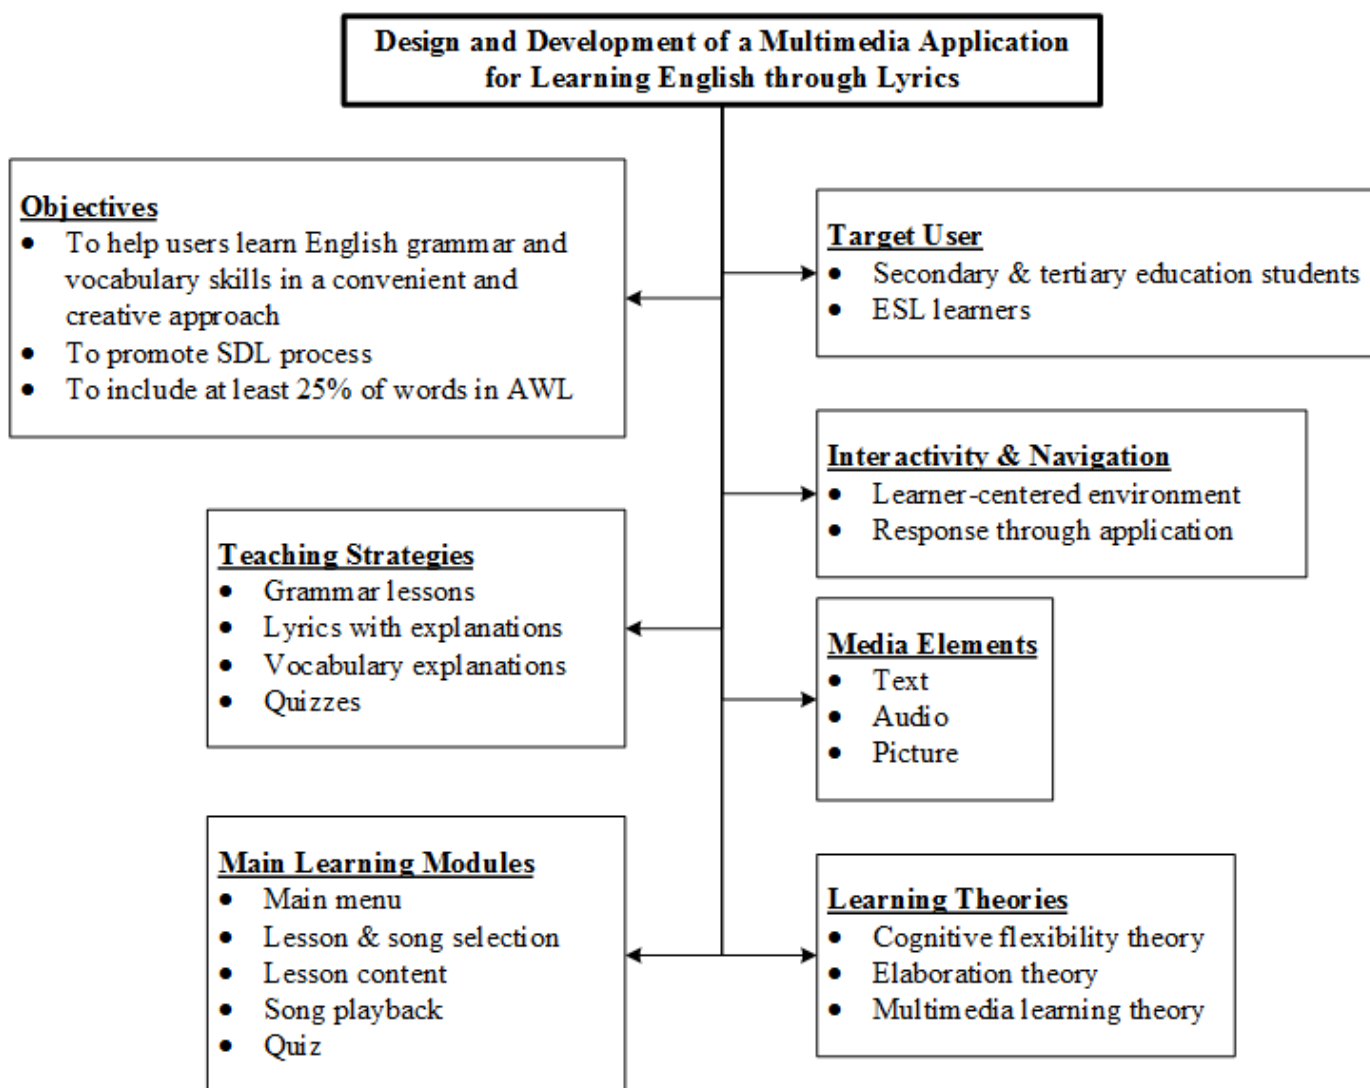 Design and Development of a Multimedia Application
for Learning English through Lyrics
Objectives
• To help users learn English grammar and
vocabulary skills in a convenient and
creative approach
• To promote SDL process
• To include at least 25% of words in AWL
Target User
• Secondary & tertiary education students
• ESL learners
Interactivity & Navigation
• Learner-centered environment
• Response through application
Teaching Strategies
• Grammar lessons
• Lyrics with explanations
• Vocabulary explanations
• Quizzes
Media Elements
• Text
• Audio
• Picture
Main Learning Modules
• Main menu
• Lesson & song selection
• Lesson content
• Song playback
• Quiz
Learning Theories
• Cognitive flexibility theory
• Elaboration theory
• Multimedia learning theory